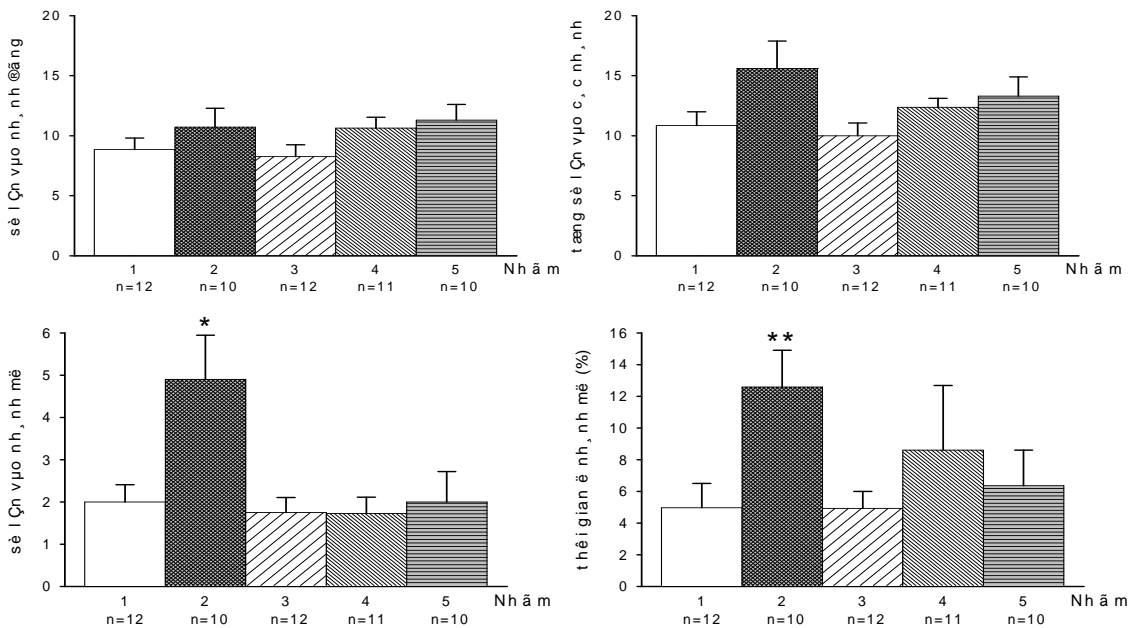 sè lÇn vµo nh¸nh ®ãng
20
15
10
5
0
1 2 3 4 5 Nhãm
n=12 n=10 n=12 n=11 n=10
tæng sè lÇn vµo c¸c nh¸nh
20
15
10
5
0
1 2 3 4 5 Nhãm
n=12 n=10 n=12 n=11 n=10
sè lÇn vµo nh¸nh më
6
5
4
3
2
1
0
*
1 2 3 4 5 Nhãm
n=12 n=10 n=12 n=11 n=10
thêi gian ë nh¸nh më (%)
16
14
12
10
8
6
4
2
0
**
1 2 3 4 5 Nhãm
n=12 n=10 n=12 n=11 n=10